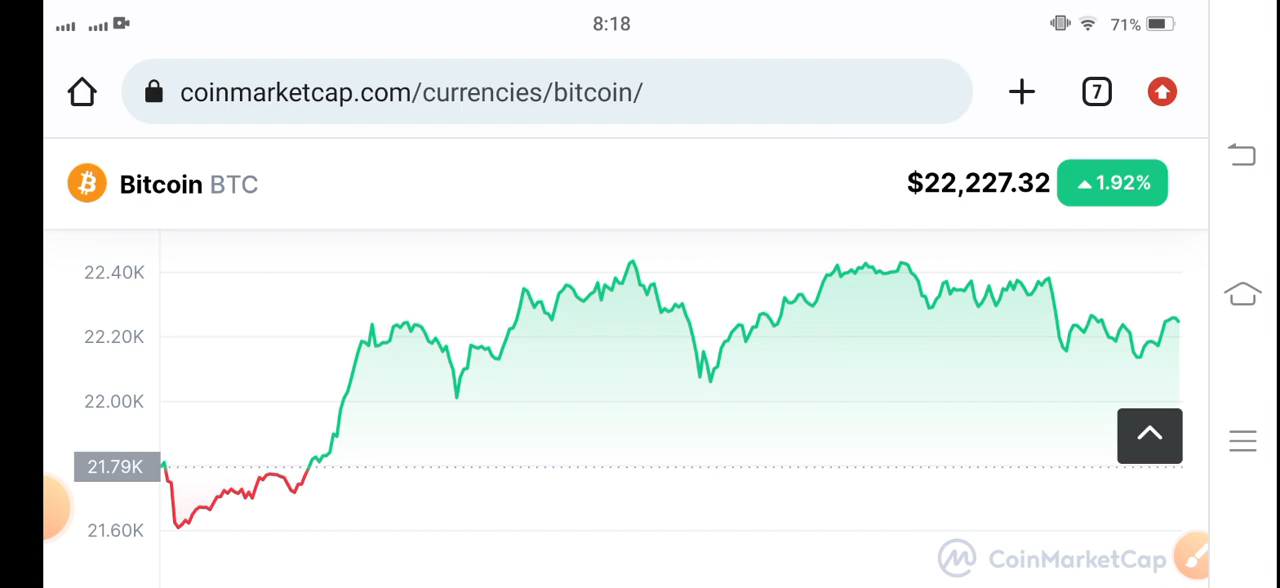 8:18
71%
coinmarketcap.com/currencies/bitcoin/
7
Bitcoin BTC
$22,227.32
1.92%
22.40K
22.20K
22.00K
21.79K
21.60K
CoinMarketCap